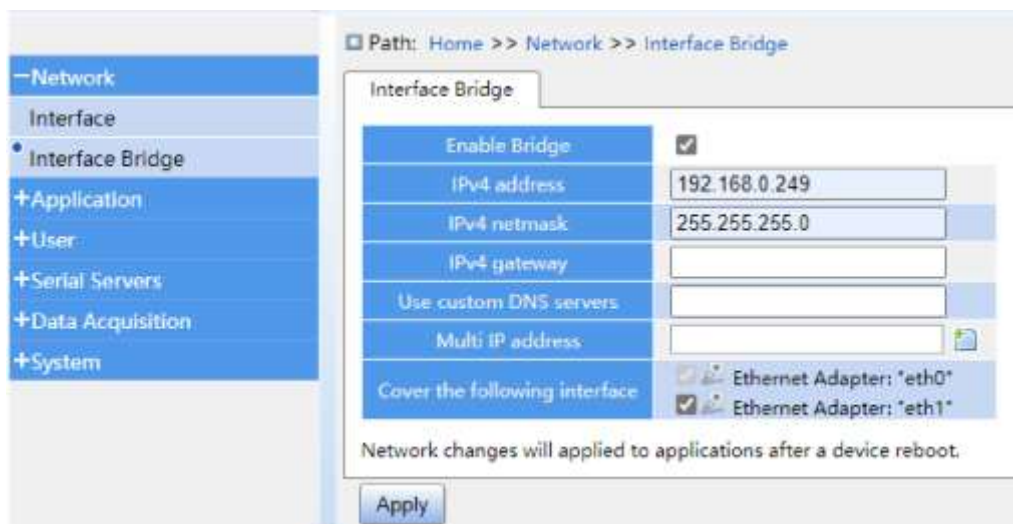 Path: Home >> Network >> Interface Bridge
−Network
Interface
Interface Bridge
+Application
+User
+Serial Servers
+Data Acquisition
+System
Interface Bridge
Enable Bridge
IPv4 address 192.168.0.249
IPv4 netmask 255.255.255.0
IPv4 gateway
Use custom DNS servers
Multi IP address
Cover the following interface
Ethernet Adapter: "eth0"
Ethernet Adapter: "eth1"
Network changes will applied to applications after a device reboot.
Apply